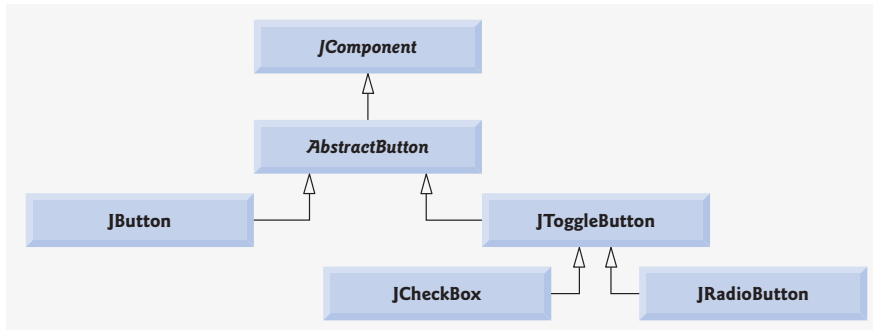 JComponent
AbstractButton
JButton
JToggleButton
JCheckBox
JRadioButton